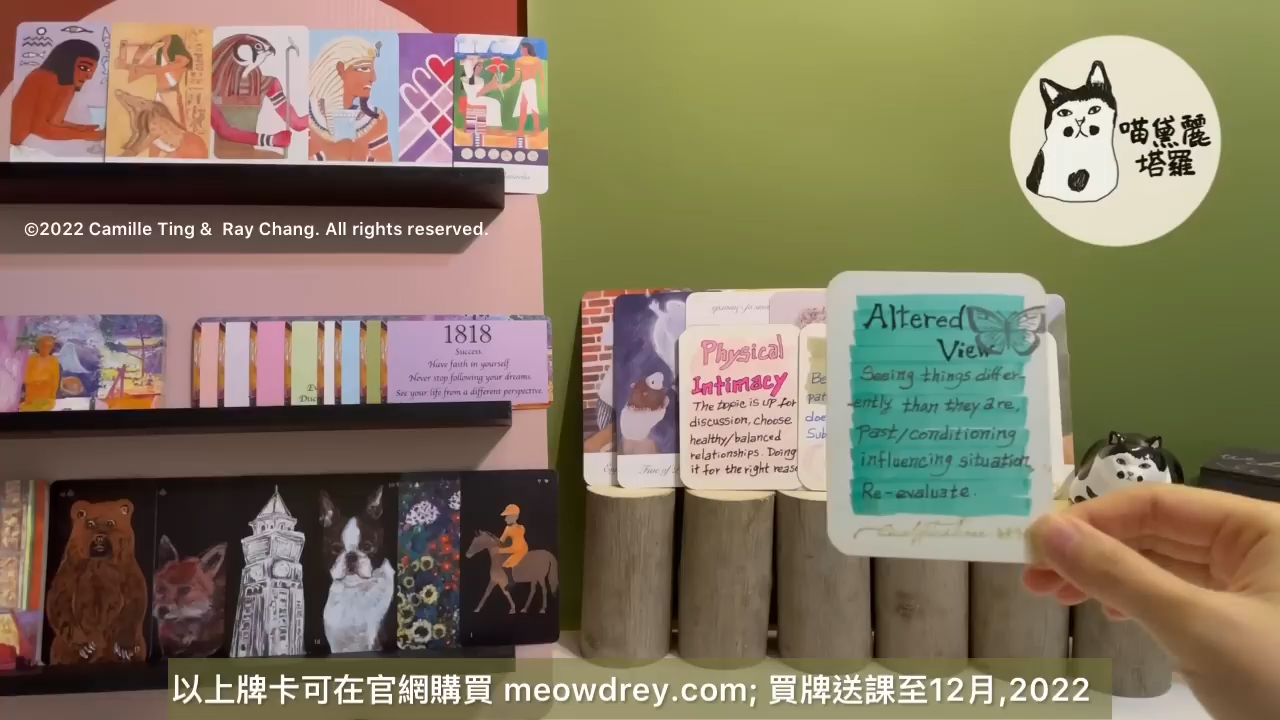 喵黛麗
塔羅
©2022 Camille Ting & Ray Chang. All rights reserved.
1818
Success
Have faith in yourself
Never stop following your dreams.
See your life from a different perspective.
Physical
Intimacy
The topic is up for
discussion, choose
healthy/balanced
relationships. Doing
it for the right reas
Altered
View
Seeing things differ-
ently than they are,
Past/conditioning
influencing situation
Re-evaluate.
以上牌卡可在官網購買 meowdrey.com; 買牌送課至12月,2022